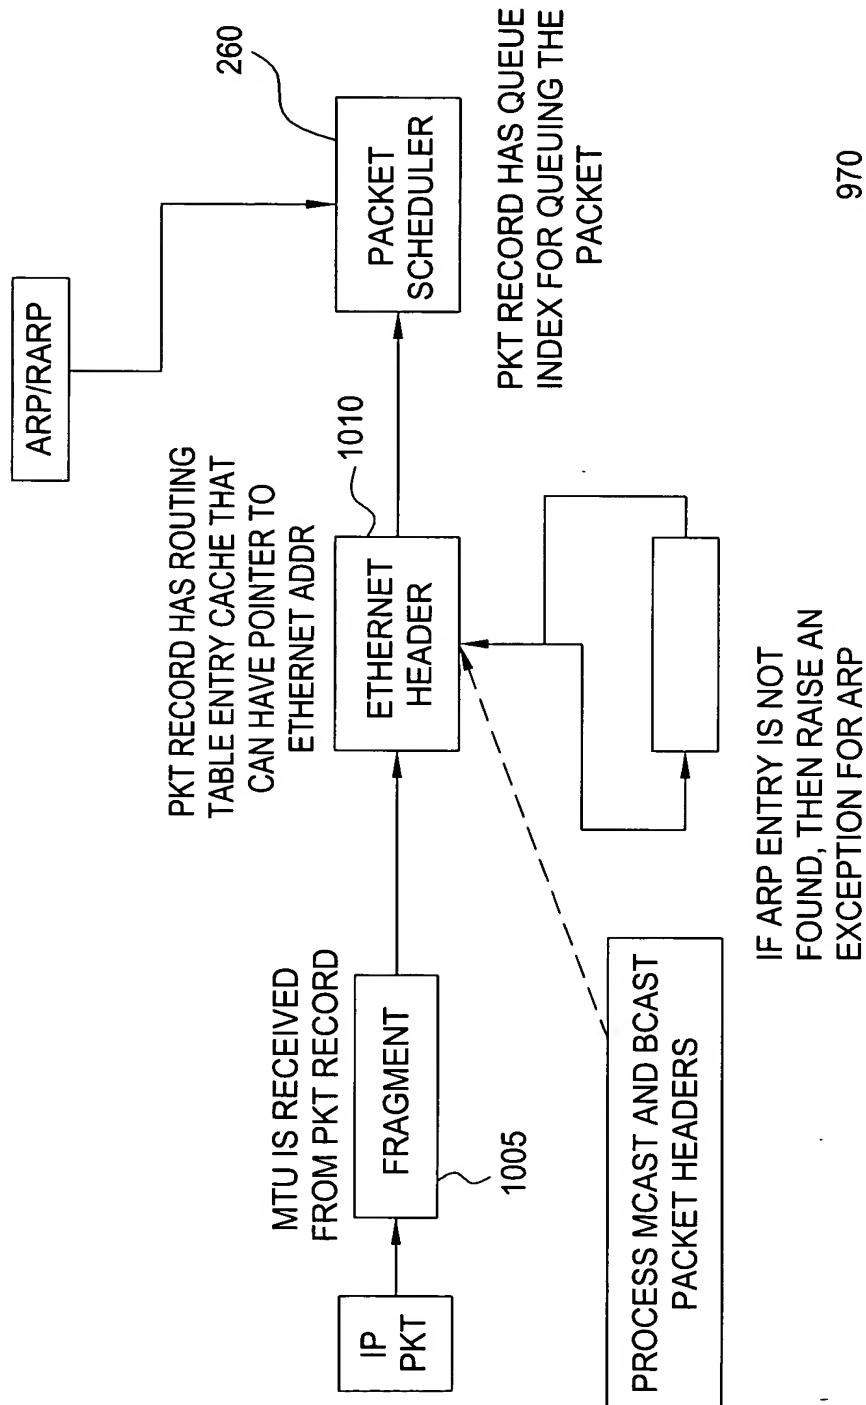 IP
PKT
MTU IS RECEIVED
FROM PKT RECORD
FRAGMENT
1005
PKT RECORD HAS ROUTING
TABLE ENTRY CACHE THAT
CAN HAVE POINTER TO
ETHERNET ADDR
1010
ETHERNET
HEADER
ARP/RARP
260
PACKET
SCHEDULER
PKT RECORD HAS QUEUE
INDEX FOR QUEUING THE
PACKET
PROCESS MCAST AND BCAST
PACKET HEADERS
IF ARP ENTRY IS NOT
FOUND, THEN RAISE AN
EXCEPTION FOR ARP
970